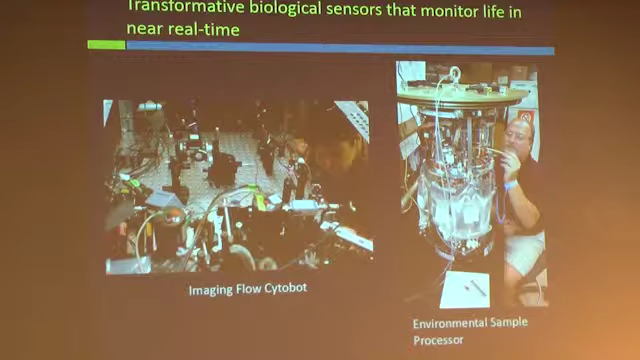 Transformative biological sensors that monitor life in
near real-time
Imaging Flow Cytobot
Environmental Sample
Processor